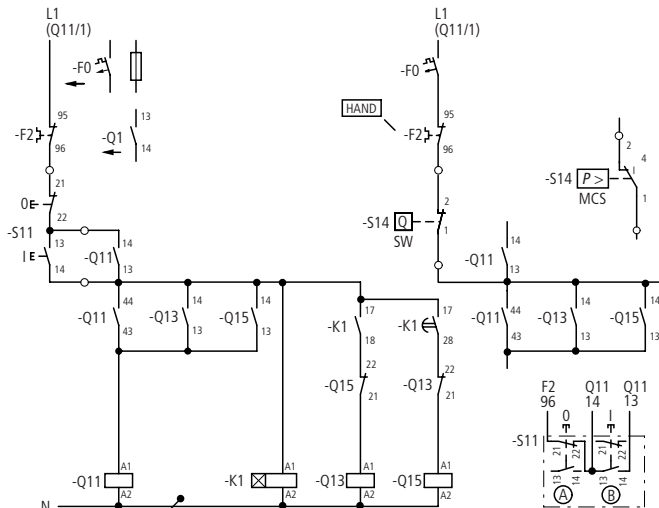 L1
(Q11/1)
L1
(Q11/1)
-F0
-F0
95
13
HAND
95
-F2
-Q1
-F2
96
14
96
2
4
21
0
22
2
-S14
P >
MCS
1
-S14
Q
1
SW
-S11
13
14
14
I
14
-Q11
13
-Q11
13
44
14
14
17
17
44
14
14
-Q11
-Q13
-Q15
-K1
-K1
-Q11
-Q13
-Q15
43
13
13
18
28
43
13
13
22
22
-Q15
-Q13
21
21
F2
Q11
Q11
96
14
13
0
I
-S11
21
22
21
22
A1
A1
A1
A1
-Q11
-K1
-Q13
-Q15
13
14
13
14
A2
A2
A2
A2
A
B
N